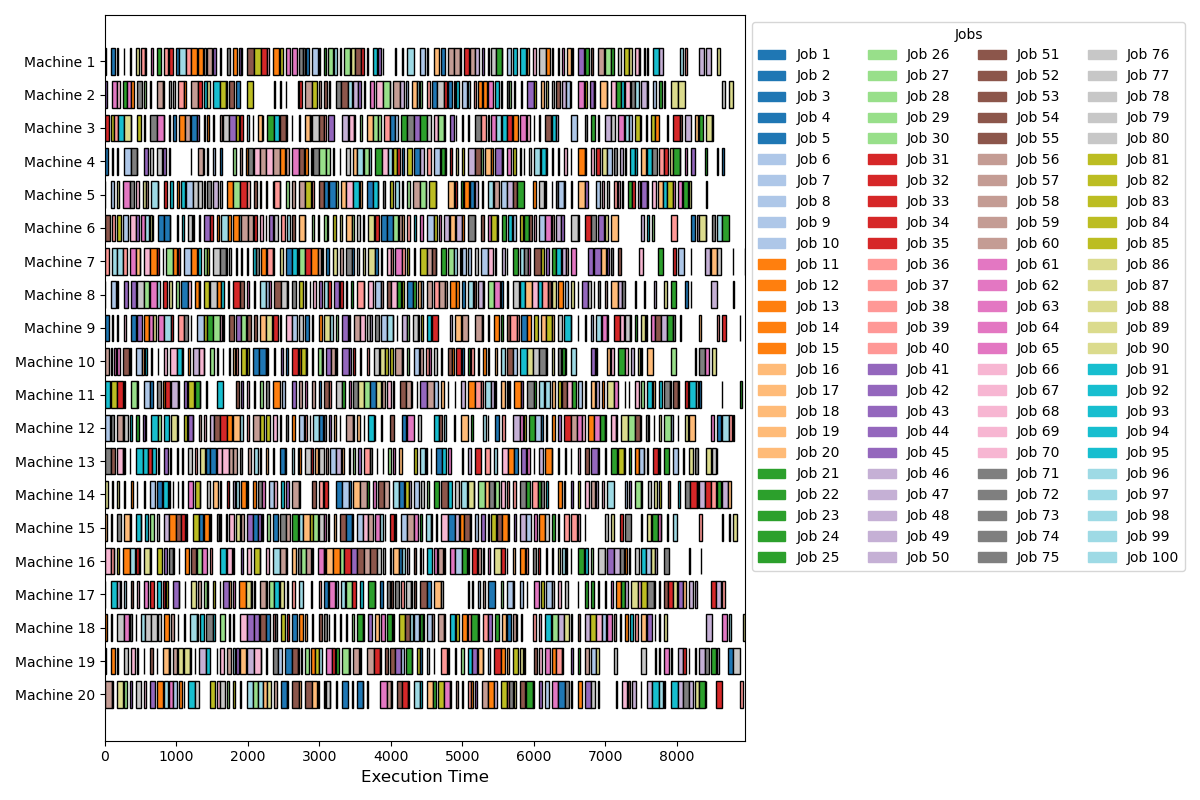 Machine 1
Machine 2
Machine 3
Machine 4
Machine 5
Machine 6
Machine 7
Machine 8
Machine 9
Machine 10
Machine 11
Machine 12
Machine 13
Machine 14
Machine 15
Machine 16
Machine 17
Machine 18
Machine 19
Machine 20
0 1000 2000 3000 4000 5000 6000 7000 8000
Execution Time
Jobs
Job 1 Job 26 Job 51 Job 76
Job 2 Job 27 Job 52 Job 77
Job 3 Job 28 Job 53 Job 78
Job 4 Job 29 Job 54 Job 79
Job 5 Job 30 Job 55 Job 80
Job 6 Job 31 Job 56 Job 81
Job 7 Job 32 Job 57 Job 82
Job 8 Job 33 Job 58 Job 83
Job 9 Job 34 Job 59 Job 84
Job 10 Job 35 Job 60 Job 85
Job 11 Job 36 Job 61 Job 86
Job 12 Job 37 Job 62 Job 87
Job 13 Job 38 Job 63 Job 88
Job 14 Job 39 Job 64 Job 89
Job 15 Job 40 Job 65 Job 90
Job 16 Job 41 Job 66 Job 91
Job 17 Job 42 Job 67 Job 92
Job 18 Job 43 Job 68 Job 93
Job 19 Job 44 Job 69 Job 94
Job 20 Job 45 Job 70 Job 95
Job 21 Job 46 Job 71 Job 96
Job 22 Job 47 Job 72 Job 97
Job 23 Job 48 Job 73 Job 98
Job 24 Job 49 Job 74 Job 99
Job 25 Job 50 Job 75 Job 100